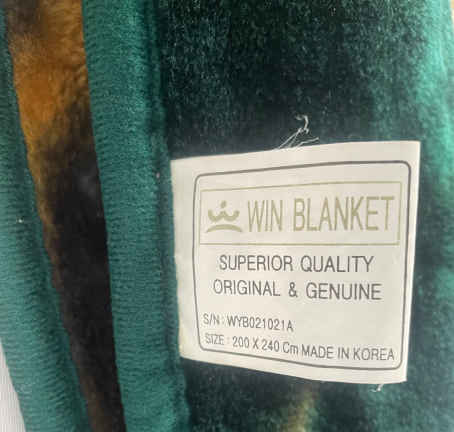 WIN BLANKET
SUPERIOR QUALITY
ORIGINAL & GENUINE
S/N : WYB021021A
SIZE : 200 X 240 Cm MADE IN KOREA